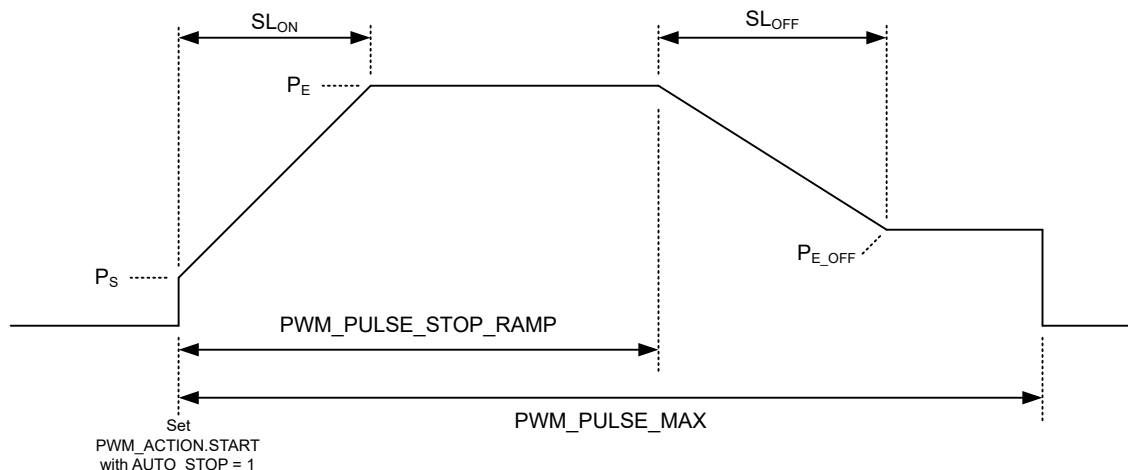 SL_ON
SL_OFF
P_E
P_S
P_E_OFF
PWM_PULSE_STOP_RAMP
PWM_PULSE_MAX
Set
PWM_ACTION.START
with AUTO_STOP = 1